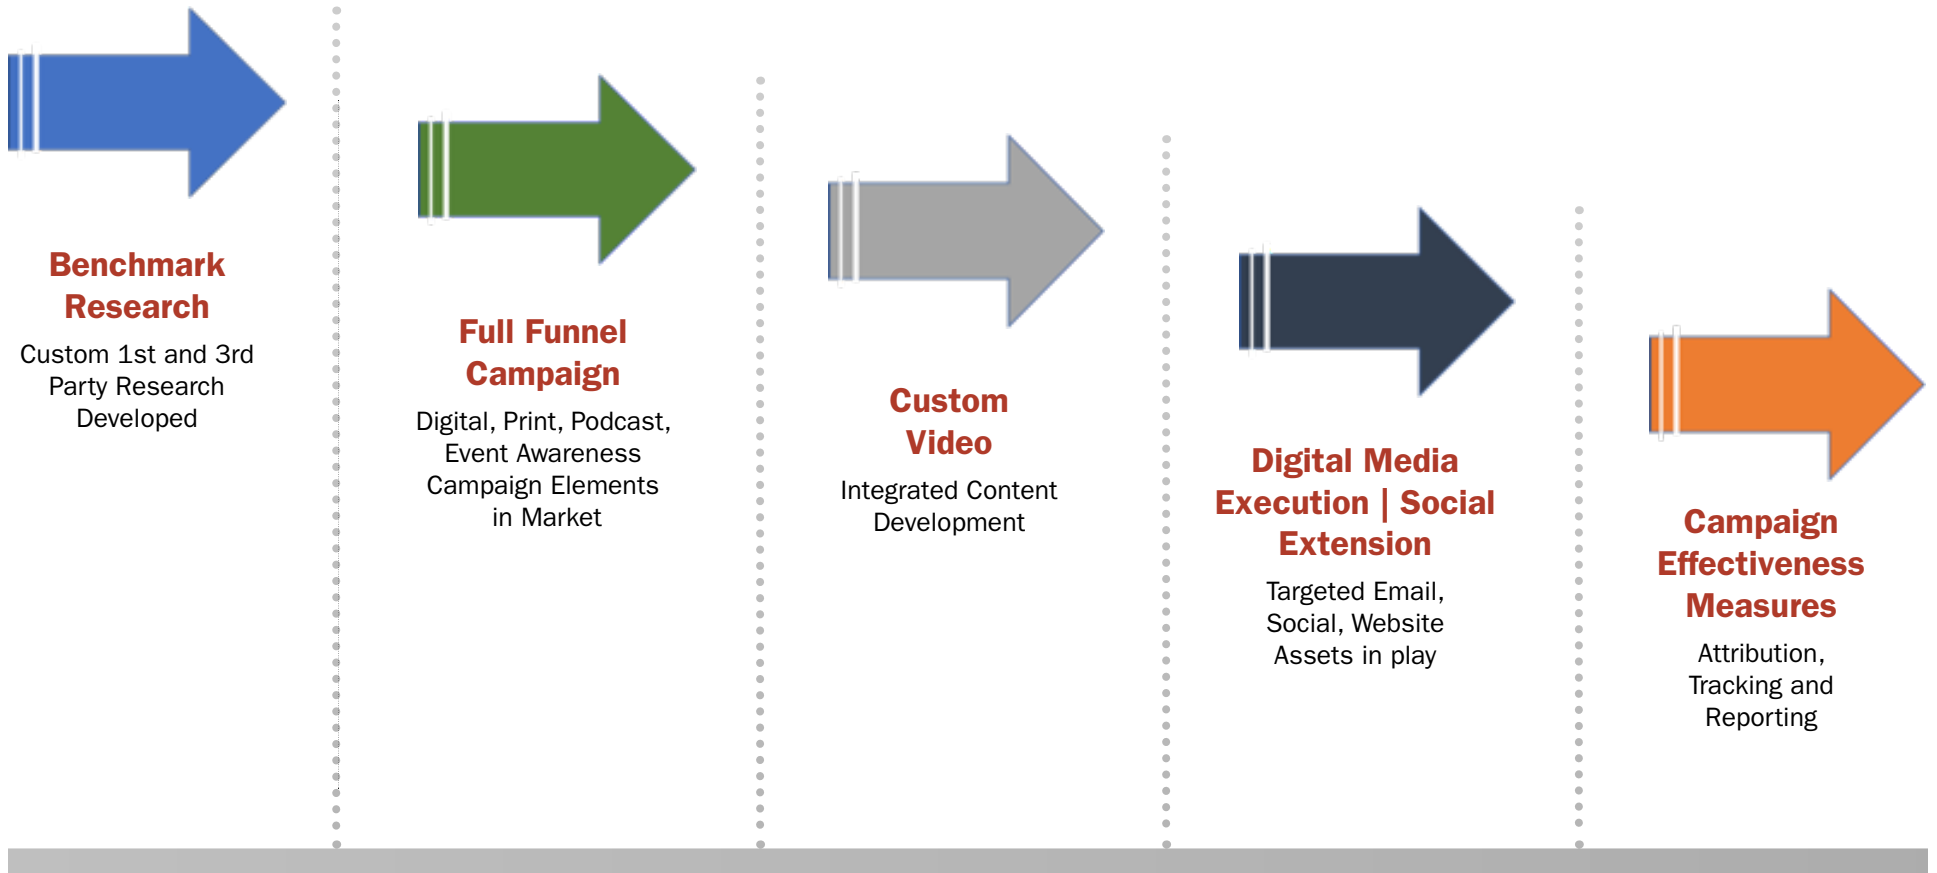 Benchmark
Research
Custom 1st and 3rd
Party Research
Developed
Full Funnel
Campaign
Digital, Print, Podcast,
Event Awareness
Campaign Elements
in Market
Custom
Video
Integrated Content
Development
Digital Media
Execution | Social
Extension
Targeted Email,
Social, Website
Assets in play
Campaign
Effectiveness
Measures
Attribution,
Tracking and
Reporting